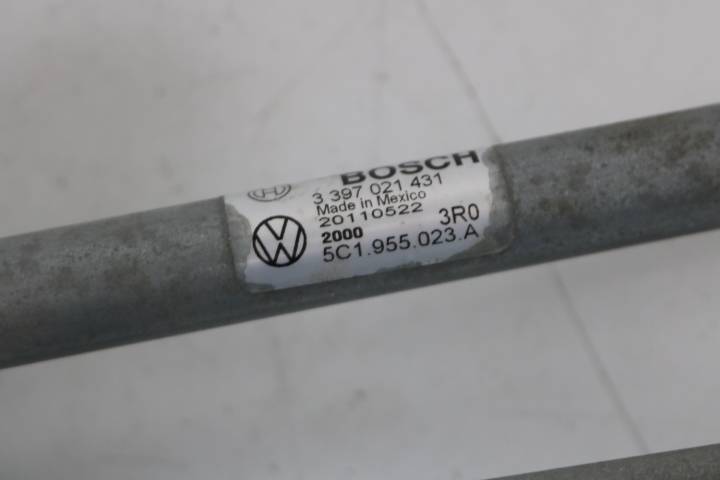 BOSCH
3 397 021 431
Made in Mexico
20110522 3R0
2000
5C1.955.023.A